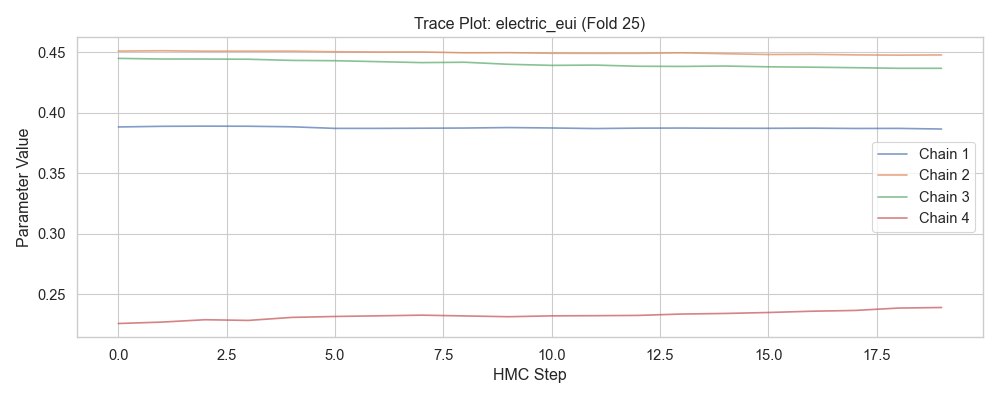 Trace Plot: electric_eui (Fold 25)
Parameter Value
0.45
0.40
0.35
0.30
0.25
Chain 1
Chain 2
Chain 3
Chain 4
0.0 2.5 5.0 7.5 10.0 12.5 15.0 17.5
HMC Step